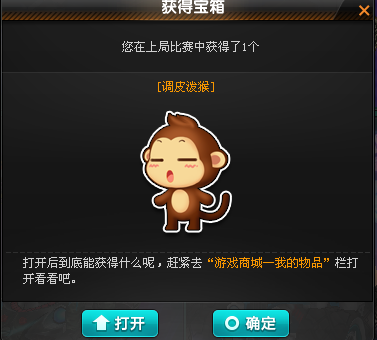 获得宝箱
您在上局比赛中获得了1个
[调皮泼猴]
打开后到底能获得什么呢，赶紧去“游戏商城—我的物品”栏打
开看看吧。
打开
确定